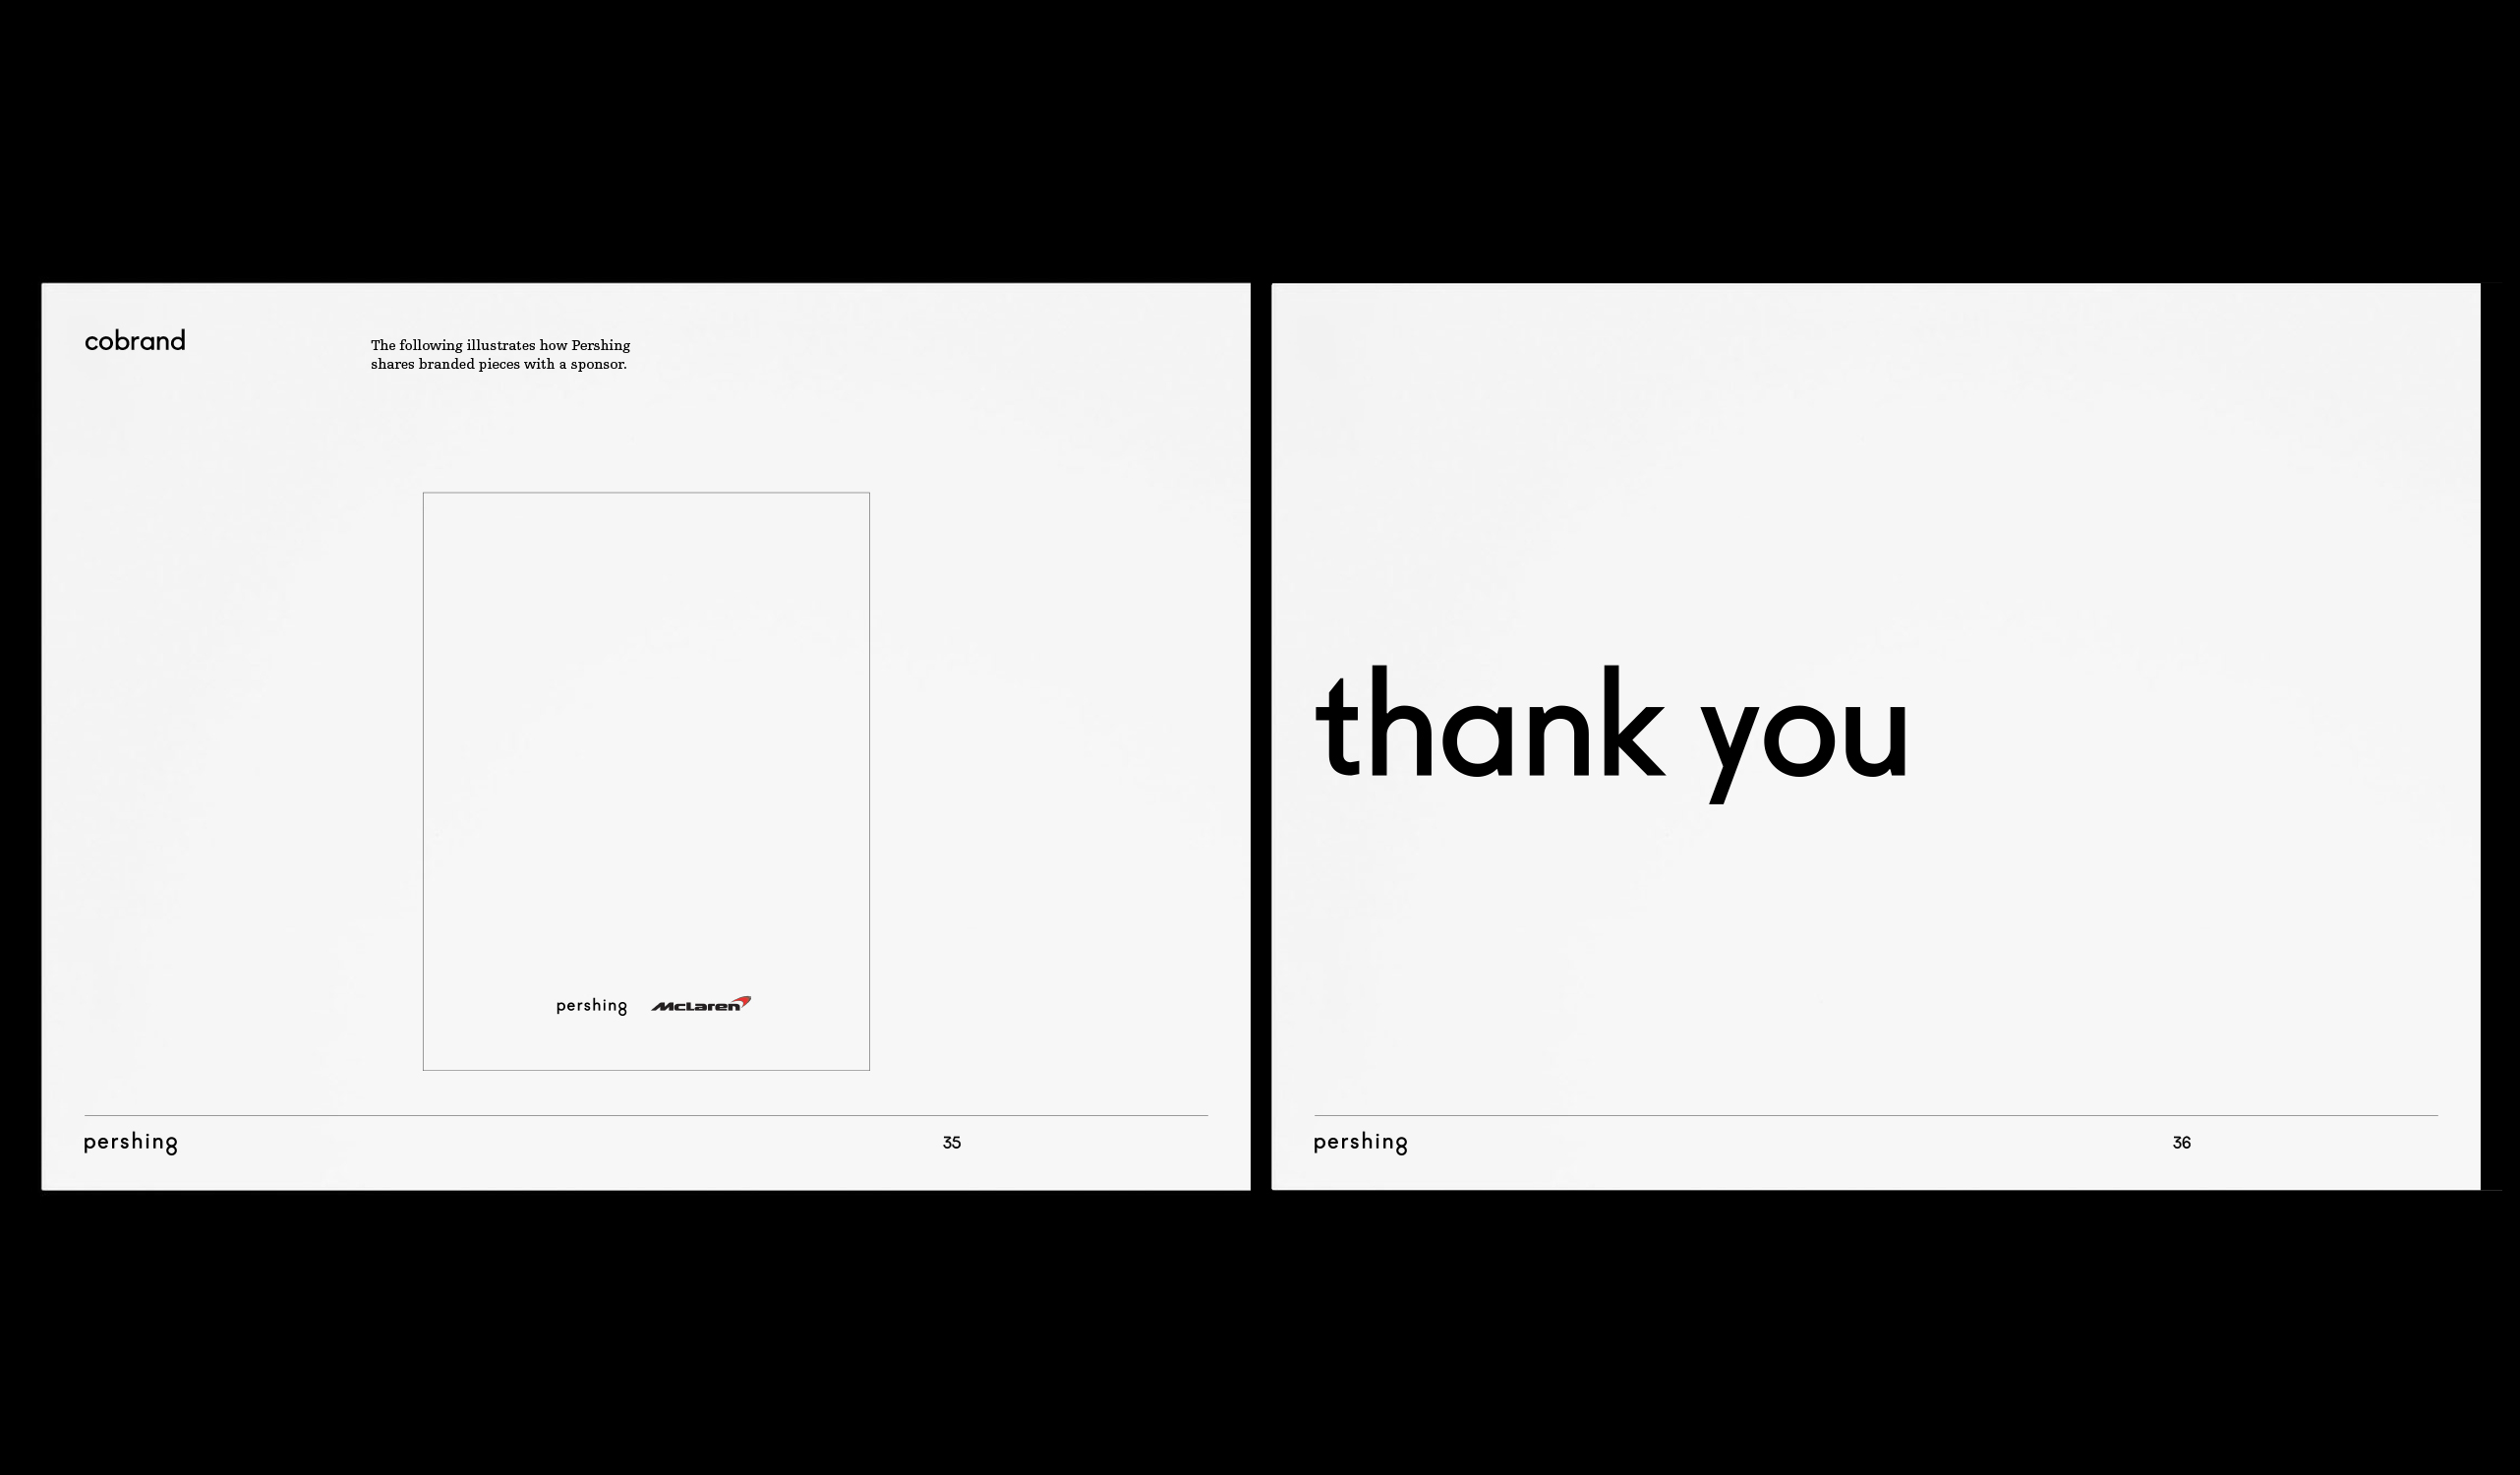 cobrand
The following illustrates how Pershing
shares branded pieces with a sponsor.
pershing McLaren
pershing 35
thank you
pershing 36